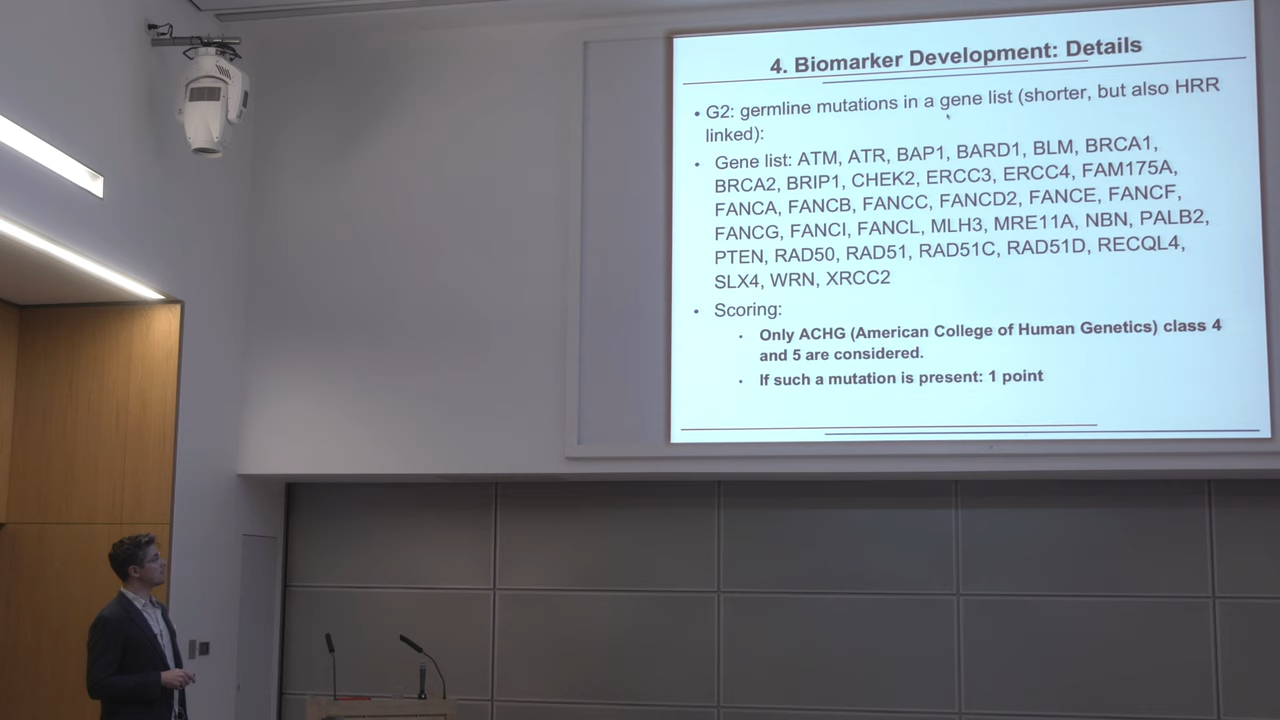 4. Biomarker Development: Details
• G2: germline mutations in a gene list (shorter, but also HRR
linked):
• Gene list: ATM, ATR, BAP1, BARD1, BLM, BRCA1,
BRCA2, BRIP1, CHEK2, ERCC3, ERCC4, FAM175A,
FANCA, FANCB, FANCC, FANCD2, FANCE, FANCF,
FANCG, FANCI, FANCL, MLH3, MRE11A, NBN, PALB2,
PTEN, RAD50, RAD51, RAD51C, RAD51D, RECQL4,
SLX4, WRN, XRCC2
• Scoring:
• Only ACHG (American College of Human Genetics) class 4
and 5 are considered.
• If such a mutation is present: 1 point